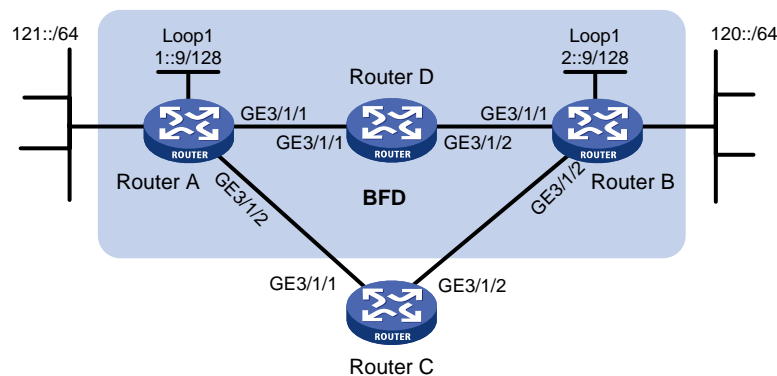 121::/64
Loop1
1::9/128
Loop1
2::9/128
120::/64
Router D
GE3/1/1
GE3/1/1
GE3/1/1
GE3/1/2
ROUTER
ROUTER
ROUTER
Router A
Router B
BFD
GE3/1/2
GE3/1/2
GE3/1/1
GE3/1/2
ROUTER
Router C